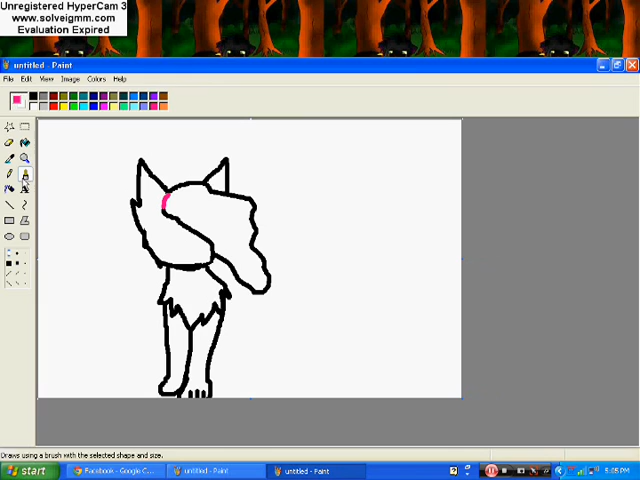 Unregistered HyperCam 3
www.solveigmm.com
Evaluation Expired
untitled - Paint
File Edit View Image Colors Help
A
Draws using a brush with the selected shape and size.
start
Facebook - Google C...
untitled - Paint
untitled - Paint
?
5:05 PM